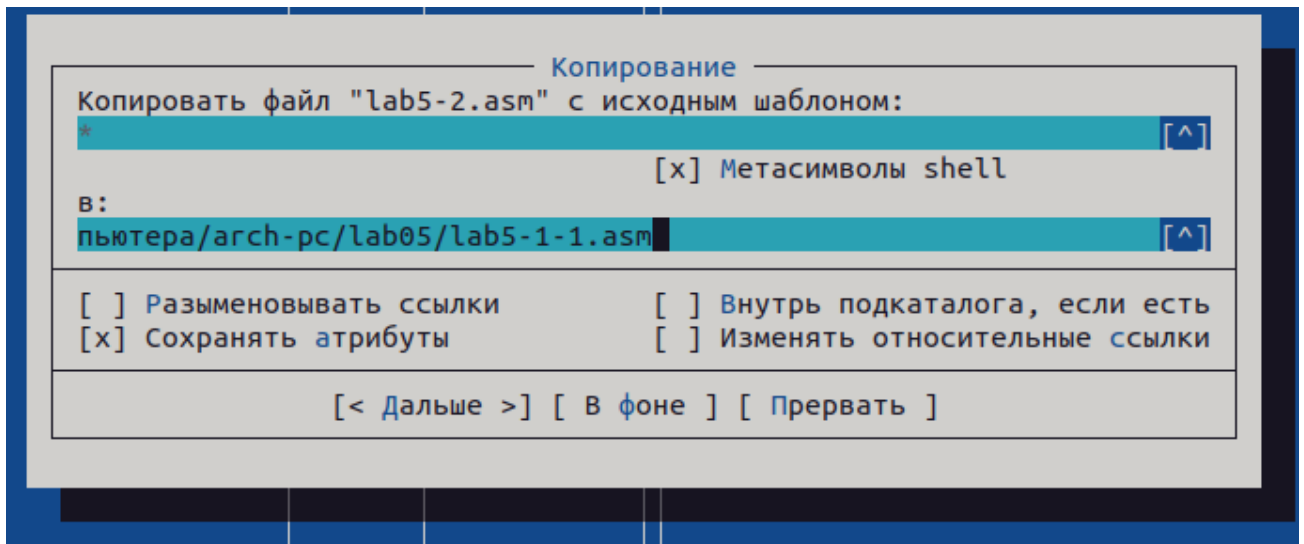 Копирование
Копировать файл "lab5-2.asm" с исходным шаблоном:
* [^]
[x] Метасимволы shell
в:
пьютера/arch-pc/lab05/lab5-1-1.asm [^]
[ ] Разыменовывать ссылки [ ] Внутрь подкаталога, если есть
[x] Сохранять атрибуты [ ] Изменять относительные ссылки
[< Дальше >] [ В фоне ] [ Прервать ]